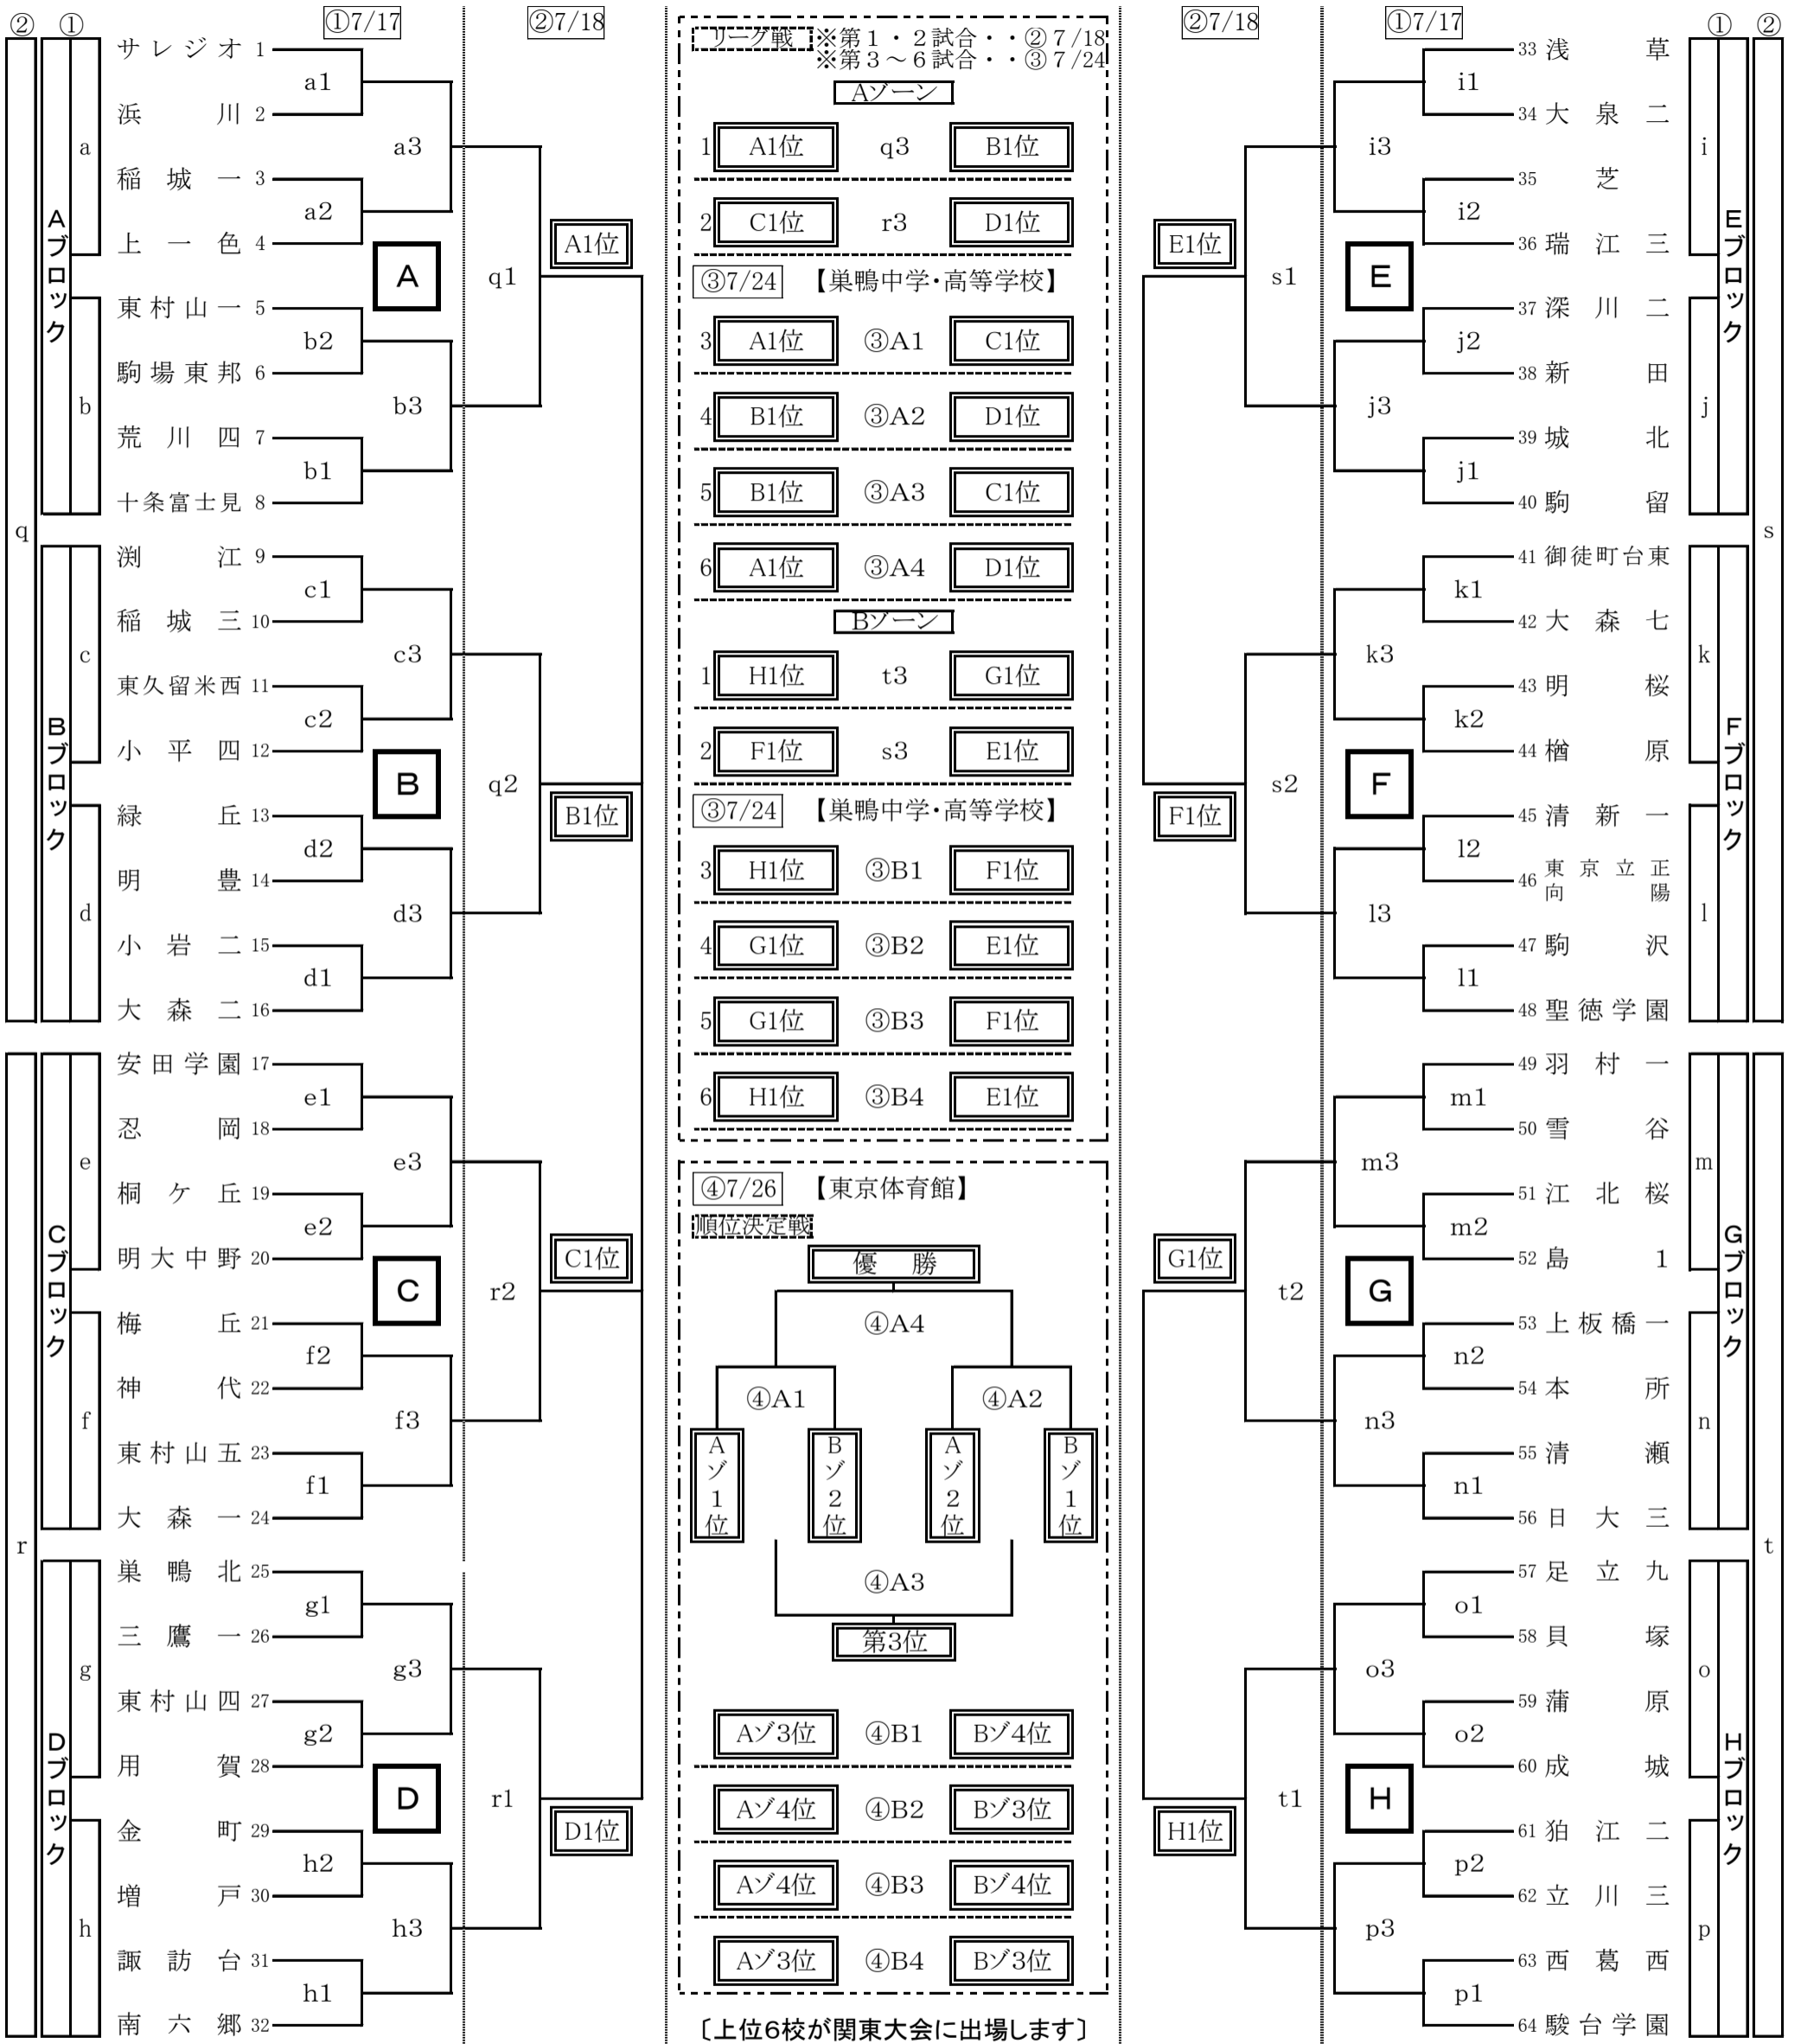 ② ① ①7/17 ②7/18
q
r
Aブロック
a
b
Bブロック
c
d
Cブロック
e
f
Dブロック
g
h
サレジオ 1
浜川 2
稲城一 3
上一色 4
東村山一 5
駒場東邦 6
荒川四 7
十条富士見 8
渕江 9
稲城三 10
東久留米西 11
小平四 12
緑丘 13
明豊 14
小岩二 15
大森二 16
安田学園 17
忍岡 18
桐ケ丘 19
明大中野 20
梅丘 21
神代 22
東村山五 23
大森一 24
巣鴨北 25
三鷹一 26
東村山四 27
用賀 28
金町 29
増戸 30
諏訪台 31
南六郷 32
a1
a2
a3
b2
b1
b3
A
q1
A1位
c1
c2
c3
d2
d1
d3
B
q2
B1位
e1
e2
e3
f2
f1
f3
C
r2
C1位
g1
g2
g3
h2
h1
h3
D
r1
D1位
リーグ戦 ※第1・2試合・・②7/18
※第3～6試合・・③7/24
Aゾーン
1 A1位 q3 B1位
2 C1位 r3 D1位
③7/24 【巣鴨中学・高等学校】
3 A1位 ③A1 C1位
4 B1位 ③A2 D1位
5 B1位 ③A3 C1位
6 A1位 ③A4 D1位
Bゾーン
1 H1位 t3 G1位
2 F1位 s3 E1位
③7/24 【巣鴨中学・高等学校】
3 H1位 ③B1 F1位
4 G1位 ③B2 E1位
5 G1位 ③B3 F1位
6 H1位 ③B4 E1位
④7/26 【東京体育館】
順位決定戦
優勝
④A4
④A1 ④A2
Aゾ1位 Bゾ2位 Aゾ2位 Bゾ1位
④A3
第3位
Aゾ3位 ④B1 Bゾ4位
Aゾ4位 ④B2 Bゾ3位
Aゾ4位 ④B3 Bゾ4位
Aゾ3位 ④B4 Bゾ3位
〔上位6校が関東大会に出場します〕
②7/18 ①7/17 ① ②
E1位
s1
E
i1
i2
i3
j2
j1
j3
F1位
s2
F
k1
k2
k3
l2
l1
l3
G1位
t2
G
m1
m2
m3
n2
n1
n3
H1位
t1
H
o1
o2
o3
p2
p1
p3
33 浅草
34 大泉二
35 芝
36 瑞江三
37 深川二
38 新田
39 城北
40 駒留
41 御徒町台東
42 大森七
43 明桜
44 楢原
45 清新一
46 東京立正
向陽
47 駒沢
48 聖徳学園
49 羽村一
50 雪谷
51 江北桜
52 島1
53 上板橋一
54 本所
55 清瀬
56 日大三
57 足立九
58 貝塚
59 蒲原
60 成城
61 狛江二
62 立川三
63 西葛西
64 駿台学園
i
j
Eブロック
k
l
Fブロック
m
n
Gブロック
o
p
Hブロック
s
t